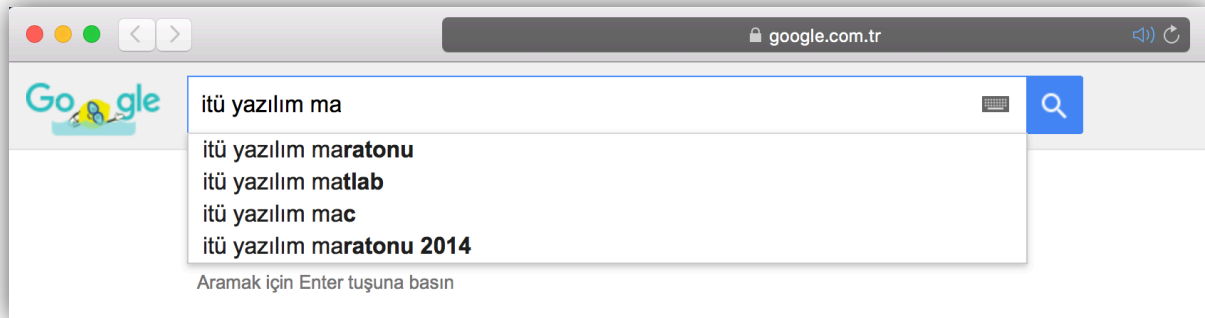 google.com.tr
Google
itü yazılım ma
itü yazılım maratonu
itü yazılım matlab
itü yazılım mac
itü yazılım maratonu 2014
Aramak için Enter tuşuna basın